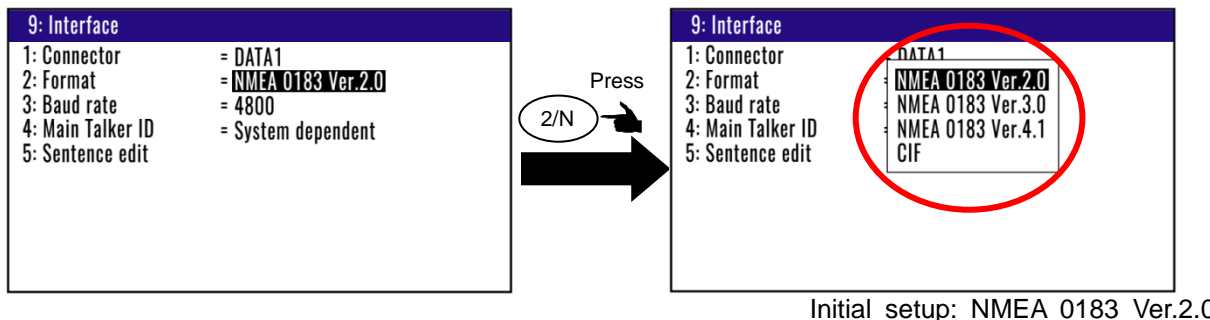 9: Interface
1: Connector = DATA1
2: Format = NMEA 0183 Ver.2.0
3: Baud rate = 4800
4: Main Talker ID = System dependent
5: Sentence edit
Press
2/N
9: Interface
1: Connector = DATA1
2: Format = NMEA 0183 Ver.2.0
3: Baud rate = NMEA 0183 Ver.3.0
4: Main Talker ID = NMEA 0183 Ver.4.1
5: Sentence edit CIF
Initial setup: NMEA 0183 Ver.2.0